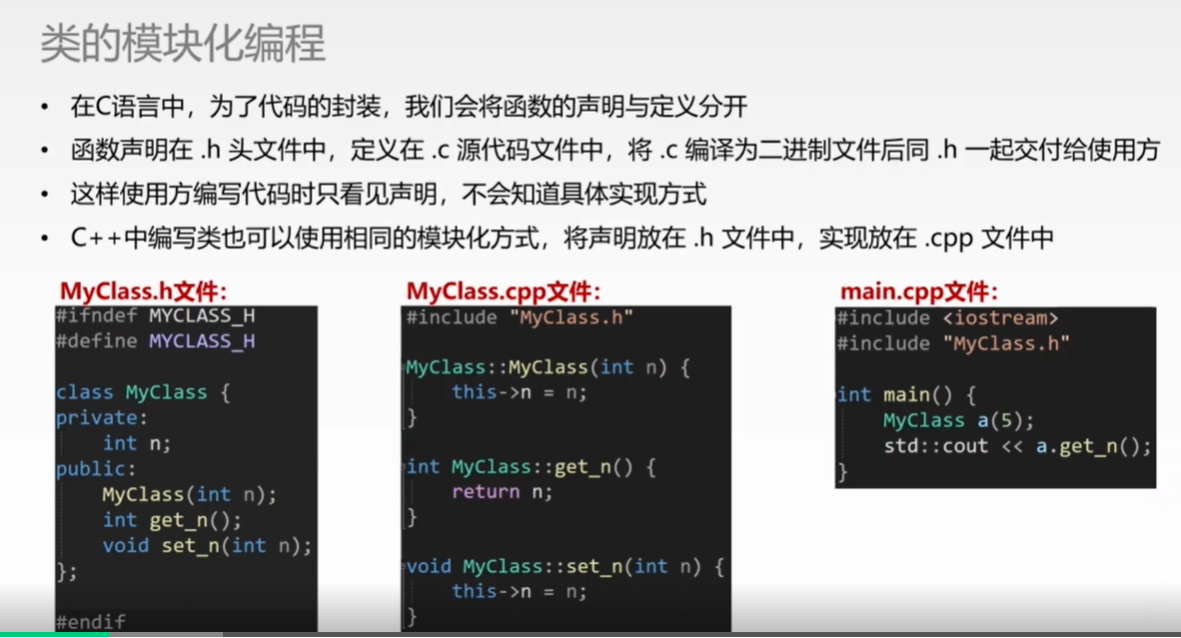 类的模块化编程
• 在C语言中，为了代码的封装，我们会将函数的声明与定义分开
• 函数声明在 .h 头文件中，定义在 .c 源代码文件中，将 .c 编译为二进制文件后同 .h 一起交付给使用方
• 这样使用方编写代码时只看见声明，不会知道具体实现方式
• C++中编写类也可以使用相同的模块化方式，将声明放在 .h 文件中，实现放在 .cpp 文件中
MyClass.h文件：
#ifndef MYCLASS_H
#define MYCLASS_H
class MyClass {
private:
int n;
public:
MyClass(int n);
int get_n();
void set_n(int n);
};
#endif
MyClass.cpp文件：
#include "MyClass.h"
MyClass::MyClass(int n) {
this->n = n;
}
int MyClass::get_n() {
return n;
}
void MyClass::set_n(int n) {
this->n = n;
}
main.cpp文件：
#include <iostream>
#include "MyClass.h"
int main() {
MyClass a(5);
std::cout << a.get_n();
}